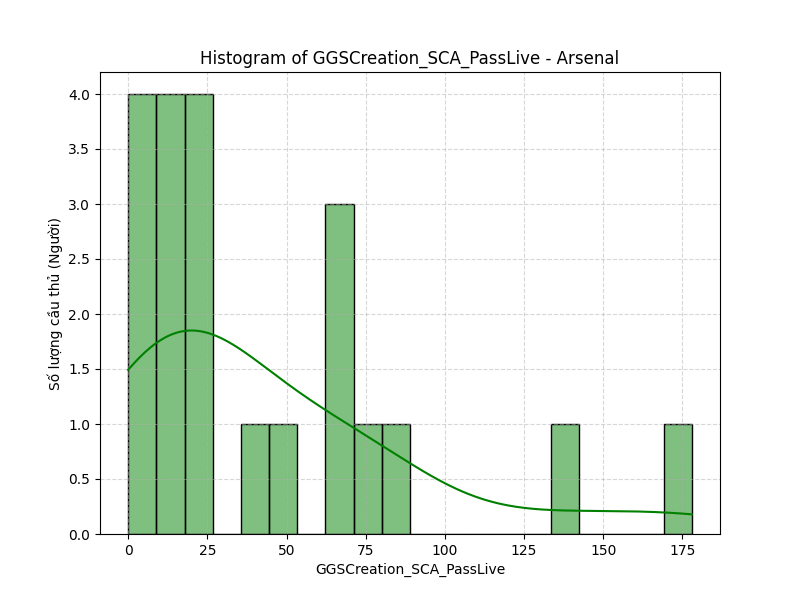 Histogram of GGSCreation_SCA_PassLive - Arsenal
Số lượng cầu thủ (Người)
4.0
3.5
3.0
2.5
2.0
1.5
1.0
0.5
0.0
0 25 50 75 100 125 150 175
GGSCreation_SCA_PassLive